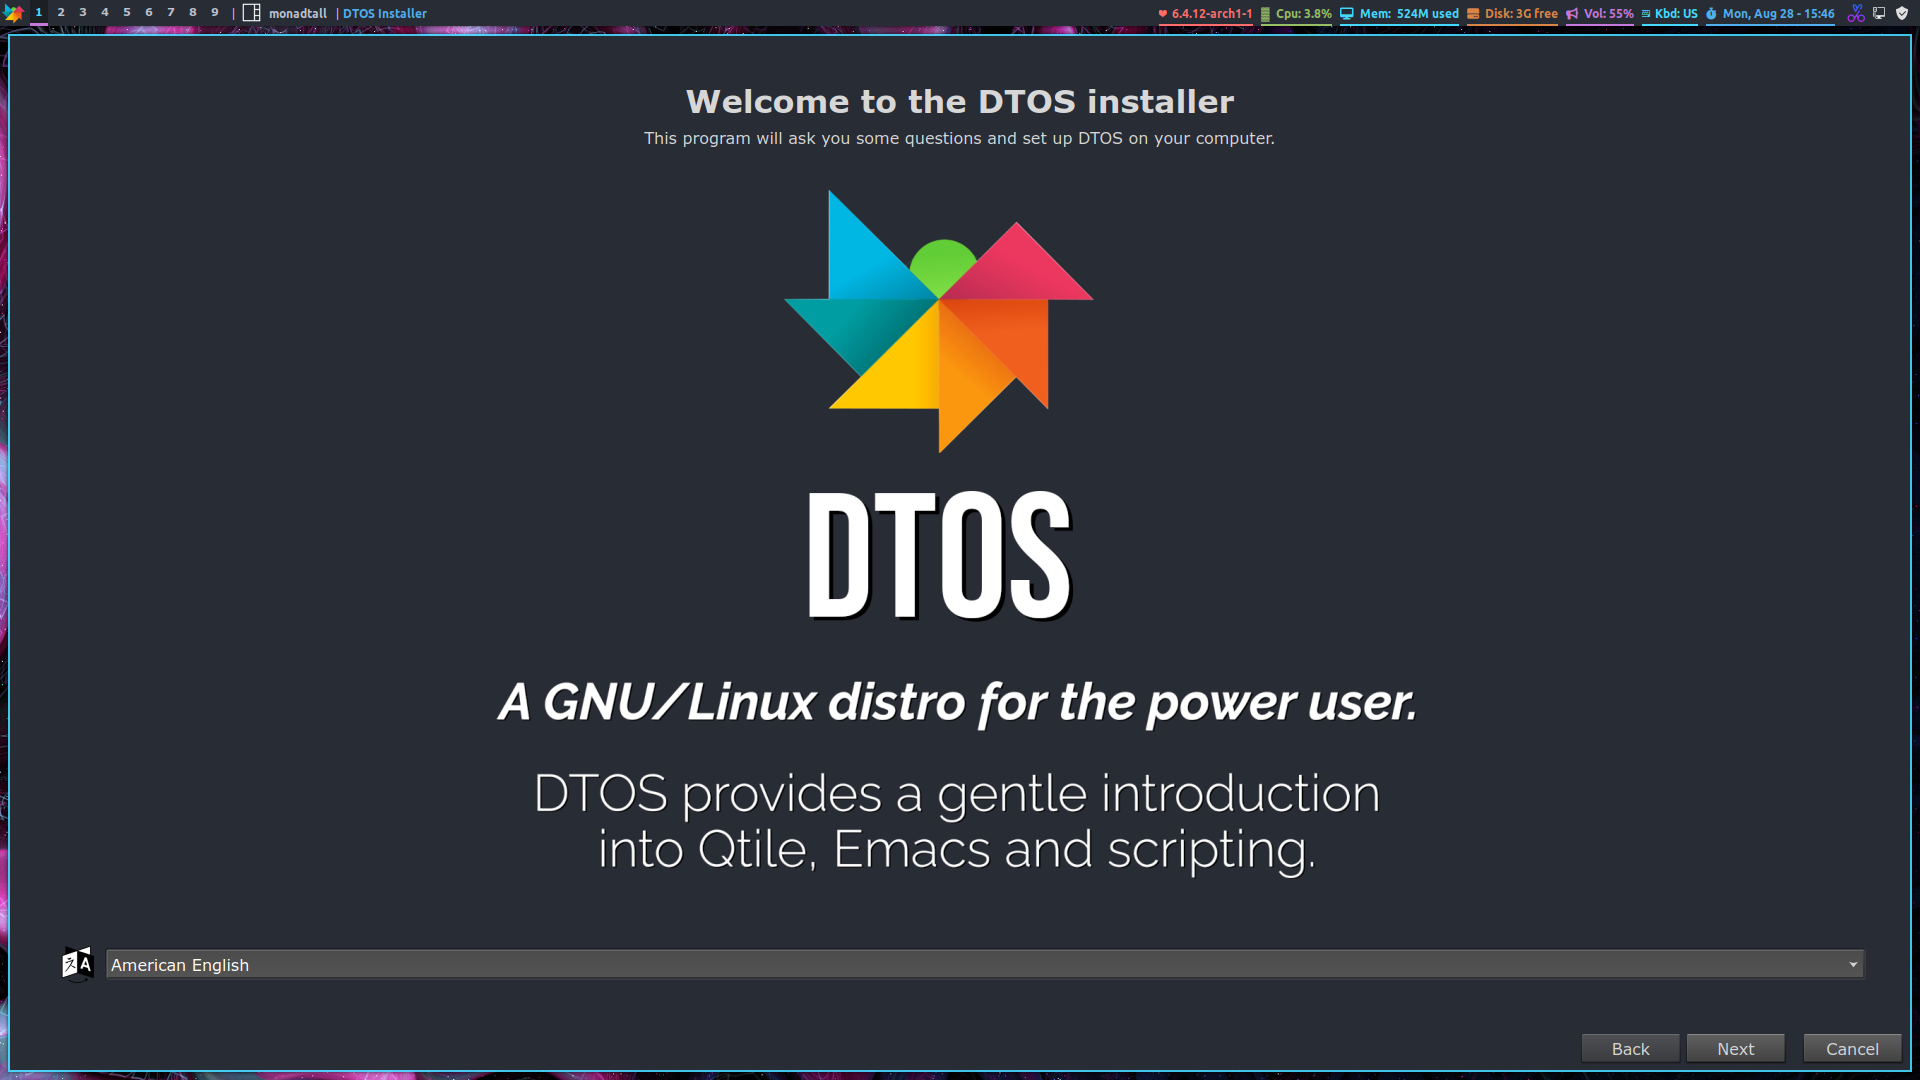 1 2 3 4 5 6 7 8 9 | monadtall | DTOS Installer 6.4.12-arch1-1 Cpu: 3.8% Mem: 524M used Disk: 3G free Vol: 55% Kbd: US Mon, Aug 28 - 15:46
Welcome to the DTOS installer
This program will ask you some questions and set up DTOS on your computer.
DTOS
A GNU/Linux distro for the power user.
DTOS provides a gentle introduction
into Qtile, Emacs and scripting.
American English
Back Next Cancel